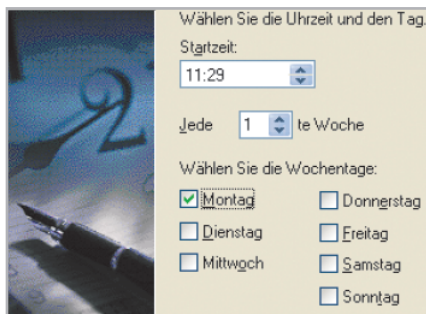 Wählen Sie die Uhrzeit und den Tag.
Startzeit:
11:29
Jede 1 te Woche
Wählen Sie die Wochentage:
Montag
Dienstag
Mittwoch
Donnerstag
Freitag
Samstag
Sonntag
2